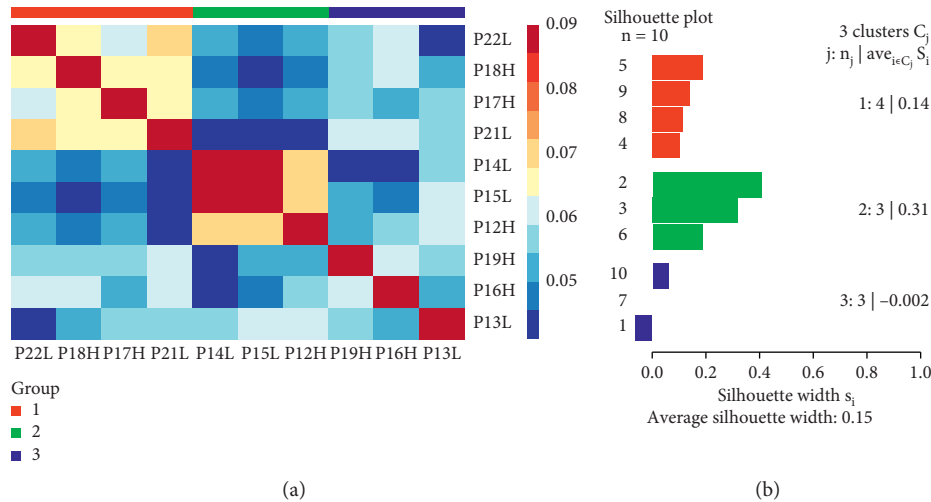 0.09
0.08
0.07
0.06
0.05
P22L
P18H
P17H
P21L
P14L
P15L
P12H
P19H
P16H
P13L
P22L P18H P17H P21L P14L P15L P12H P19H P16H P13L
Group
1
2
3
(a)
Silhouette plot
n = 10
3 clusters Cj
j: nj | ave i∈Cj Si
5
9
8
4
1: 4 | 0.14
2
3
6
2: 3 | 0.31
10
7
1
3: 3 | −0.002
0.0 0.2 0.4 0.6 0.8 1.0
Silhouette width si
Average silhouette width: 0.15
(b)